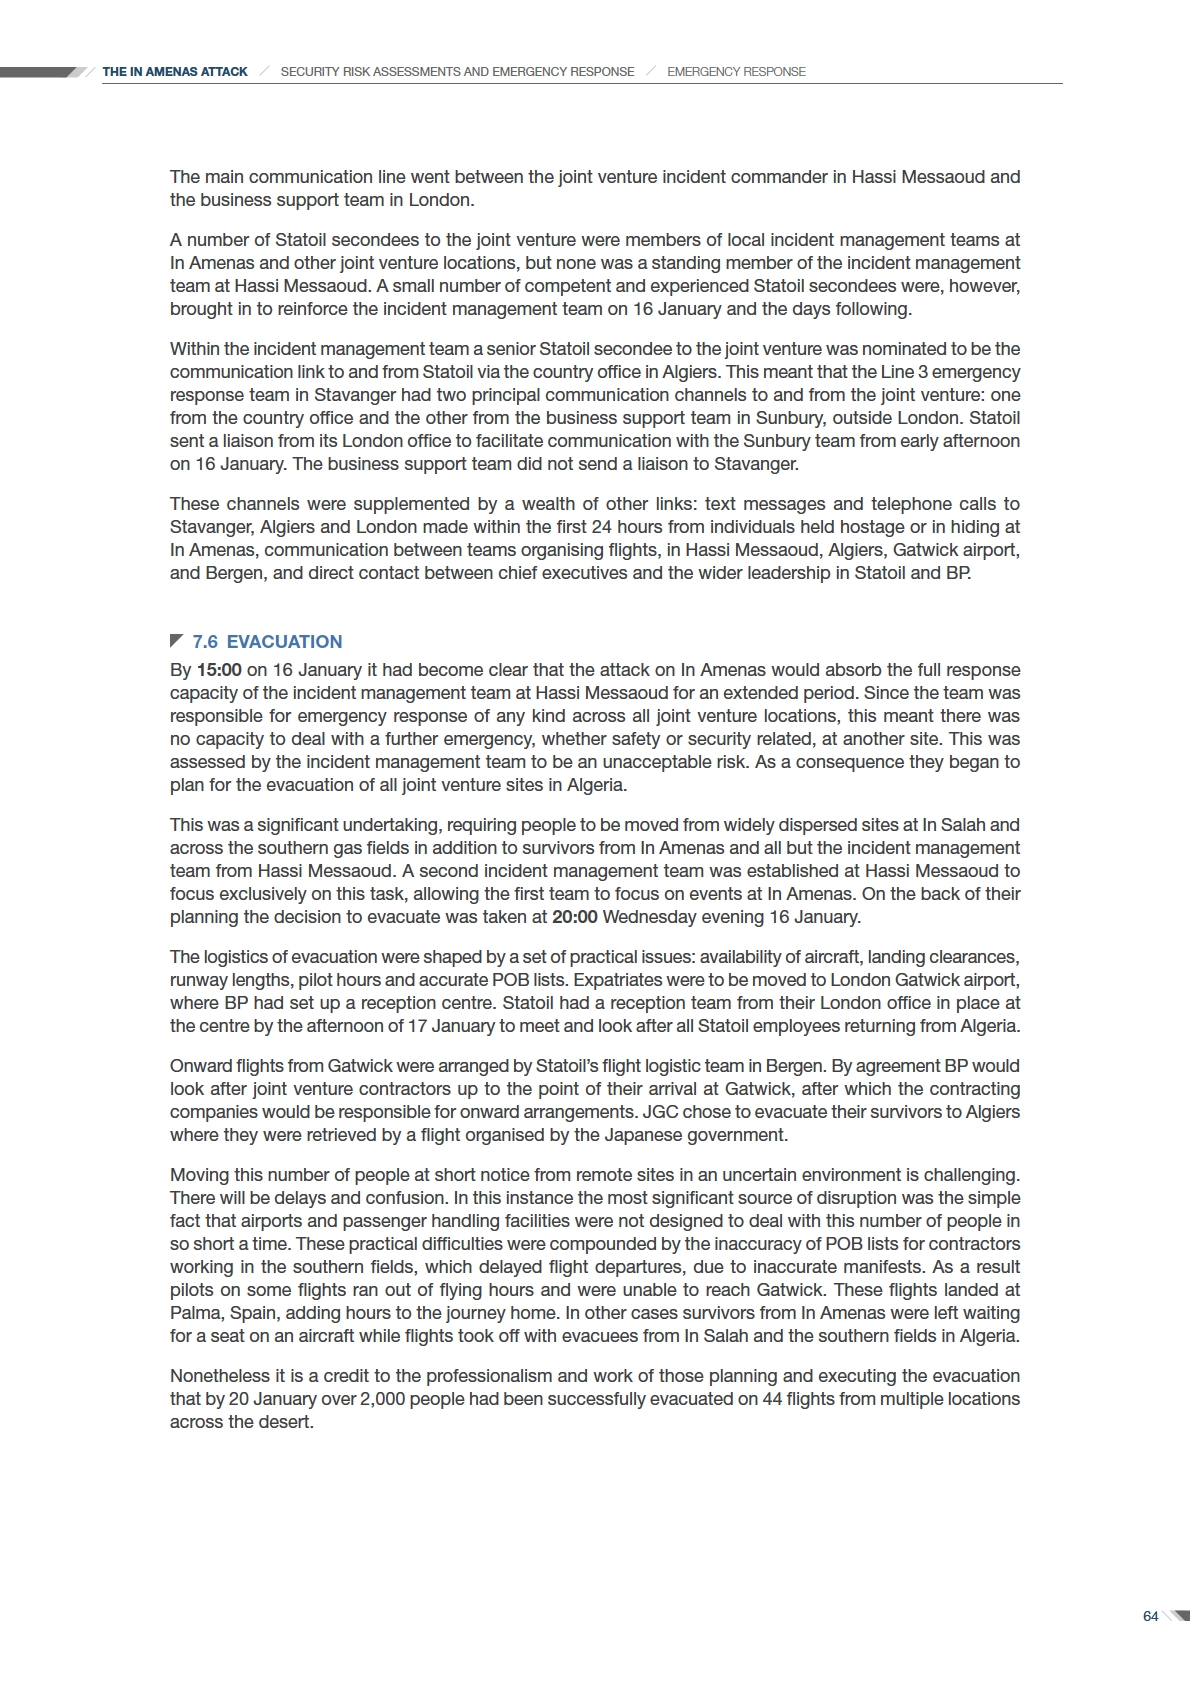 THE IN AMENAS ATTACK / SECURITY RISK ASSESSMENTS AND EMERGENCY RESPONSE / EMERGENCY RESPONSE
The main communication line went between the joint venture incident commander in Hassi Messaoud and
the business support team in London.
A number of Statoil secondees to the joint venture were members of local incident management teams at
In Amenas and other joint venture locations, but none was a standing member of the incident management
team at Hassi Messaoud. A small number of competent and experienced Statoil secondees were, however,
brought in to reinforce the incident management team on 16 January and the days following.
Within the incident management team a senior Statoil secondee to the joint venture was nominated to be the
communication link to and from Statoil via the country office in Algiers. This meant that the Line 3 emergency
response team in Stavanger had two principal communication channels to and from the joint venture: one
from the country office and the other from the business support team in Sunbury, outside London. Statoil
sent a liaison from its London office to facilitate communication with the Sunbury team from early afternoon
on 16 January. The business support team did not send a liaison to Stavanger.
These channels were supplemented by a wealth of other links: text messages and telephone calls to
Stavanger, Algiers and London made within the first 24 hours from individuals held hostage or in hiding at
In Amenas, communication between teams organising flights, in Hassi Messaoud, Algiers, Gatwick airport,
and Bergen, and direct contact between chief executives and the wider leadership in Statoil and BP.
7.6 EVACUATION
By 15:00 on 16 January it had become clear that the attack on In Amenas would absorb the full response
capacity of the incident management team at Hassi Messaoud for an extended period. Since the team was
responsible for emergency response of any kind across all joint venture locations, this meant there was
no capacity to deal with a further emergency, whether safety or security related, at another site. This was
assessed by the incident management team to be an unacceptable risk. As a consequence they began to
plan for the evacuation of all joint venture sites in Algeria.
This was a significant undertaking, requiring people to be moved from widely dispersed sites at In Salah and
across the southern gas fields in addition to survivors from In Amenas and all but the incident management
team from Hassi Messaoud. A second incident management team was established at Hassi Messaoud to
focus exclusively on this task, allowing the first team to focus on events at In Amenas. On the back of their
planning the decision to evacuate was taken at 20:00 Wednesday evening 16 January.
The logistics of evacuation were shaped by a set of practical issues: availability of aircraft, landing clearances,
runway lengths, pilot hours and accurate POB lists. Expatriates were to be moved to London Gatwick airport,
where BP had set up a reception centre. Statoil had a reception team from their London office in place at
the centre by the afternoon of 17 January to meet and look after all Statoil employees returning from Algeria.
Onward flights from Gatwick were arranged by Statoil's flight logistic team in Bergen. By agreement BP would
look after joint venture contractors up to the point of their arrival at Gatwick, after which the contracting
companies would be responsible for onward arrangements. JGC chose to evacuate their survivors to Algiers
where they were retrieved by a flight organised by the Japanese government.
Moving this number of people at short notice from remote sites in an uncertain environment is challenging.
There will be delays and confusion. In this instance the most significant source of disruption was the simple
fact that airports and passenger handling facilities were not designed to deal with this number of people in
so short a time. These practical difficulties were compounded by the inaccuracy of POB lists for contractors
working in the southern fields, which delayed flight departures, due to inaccurate manifests. As a result
pilots on some flights ran out of flying hours and were unable to reach Gatwick. These flights landed at
Palma, Spain, adding hours to the journey home. In other cases survivors from In Amenas were left waiting
for a seat on an aircraft while flights took off with evacuees from In Salah and the southern fields in Algeria.
Nonetheless it is a credit to the professionalism and work of those planning and executing the evacuation
that by 20 January over 2,000 people had been successfully evacuated on 44 flights from multiple locations
across the desert.
64